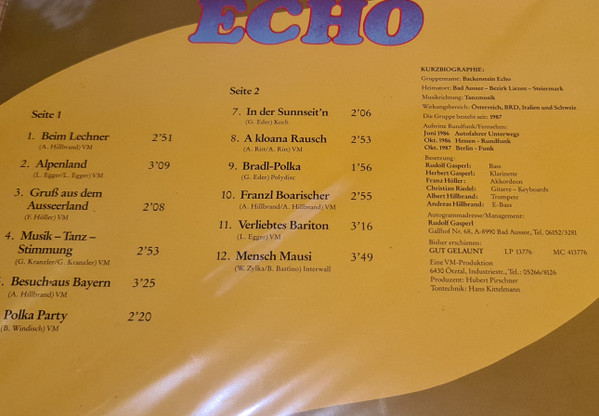 ECHO
Seite 1
1. Beim Lechner 2'51
(A. Hillbrand) VM
2. Alpenland 3'09
(L. Egger/L. Egger) VM
3. Gruß aus dem
Ausseerland 2'08
(F. Höller) VM
4. Musik – Tanz –
Stimmung 2'53
(G. Kranzler/G. Kranzler) VM
Besuch aus Bayern 3'25
(A. Hillbrand) VM
Polka Party 2'20
(B. Windisch) VM
Seite 2
7. In der Sunnseit'n 2'06
(G. Eder) Koch
8. A kloana Rausch 2'53
(A. Riti/A. Riti) VM
9. Bradl-Polka 1'56
(G. Eder) Polydisc
10. Franzl Boarischer 2'55
(A. Hillbrand/A. Hillbrand) VM
11. Verliebtes Bariton 3'16
(L. Egger) VM
12. Mensch Mausi 3'49
(W. Zylka/B. Bastino) Interwall
KURZBIOGRAPHIE:
Gruppenname: Backenstein Echo
Heimatort: Bad Aussee – Bezirk Liezen – Steiermark
Musikrichtung: Tanzmusik
Wirkungsbereich: Österreich, BRD, Italien und Schweiz
Die Gruppe besteht seit: 1987
Auftritt Rundfunk/Fernsehen:
Juni 1986 Autofahrer Unterwegs
Okt. 1986 Hessen - Rundfunk
Okt. 1987 Berlin - Funk
Besetzung:
Rudolf Gasperl: Bass
Herbert Gasperl: Klarinette
Franz Höller: Akkordeon
Christian Riedel: Gitarre – Keyboards
Albert Hillbrand: Trompete
Andreas Hillbrand: E-Bass
Autogrammadresse/Management:
Rudolf Gasperl
Gallhof Nr. 68, A-8990 Bad Aussee, Tel. 06152/3281
Bisher erschienen:
GUT GELAUNT LP 13776 MC 413776
Eine VM-Produktion
6430 Ötztal, Industriestr., Tel.: 05266/8126
Produzent: Hubert Pirschner
Tontechnik: Hans Kittelmann